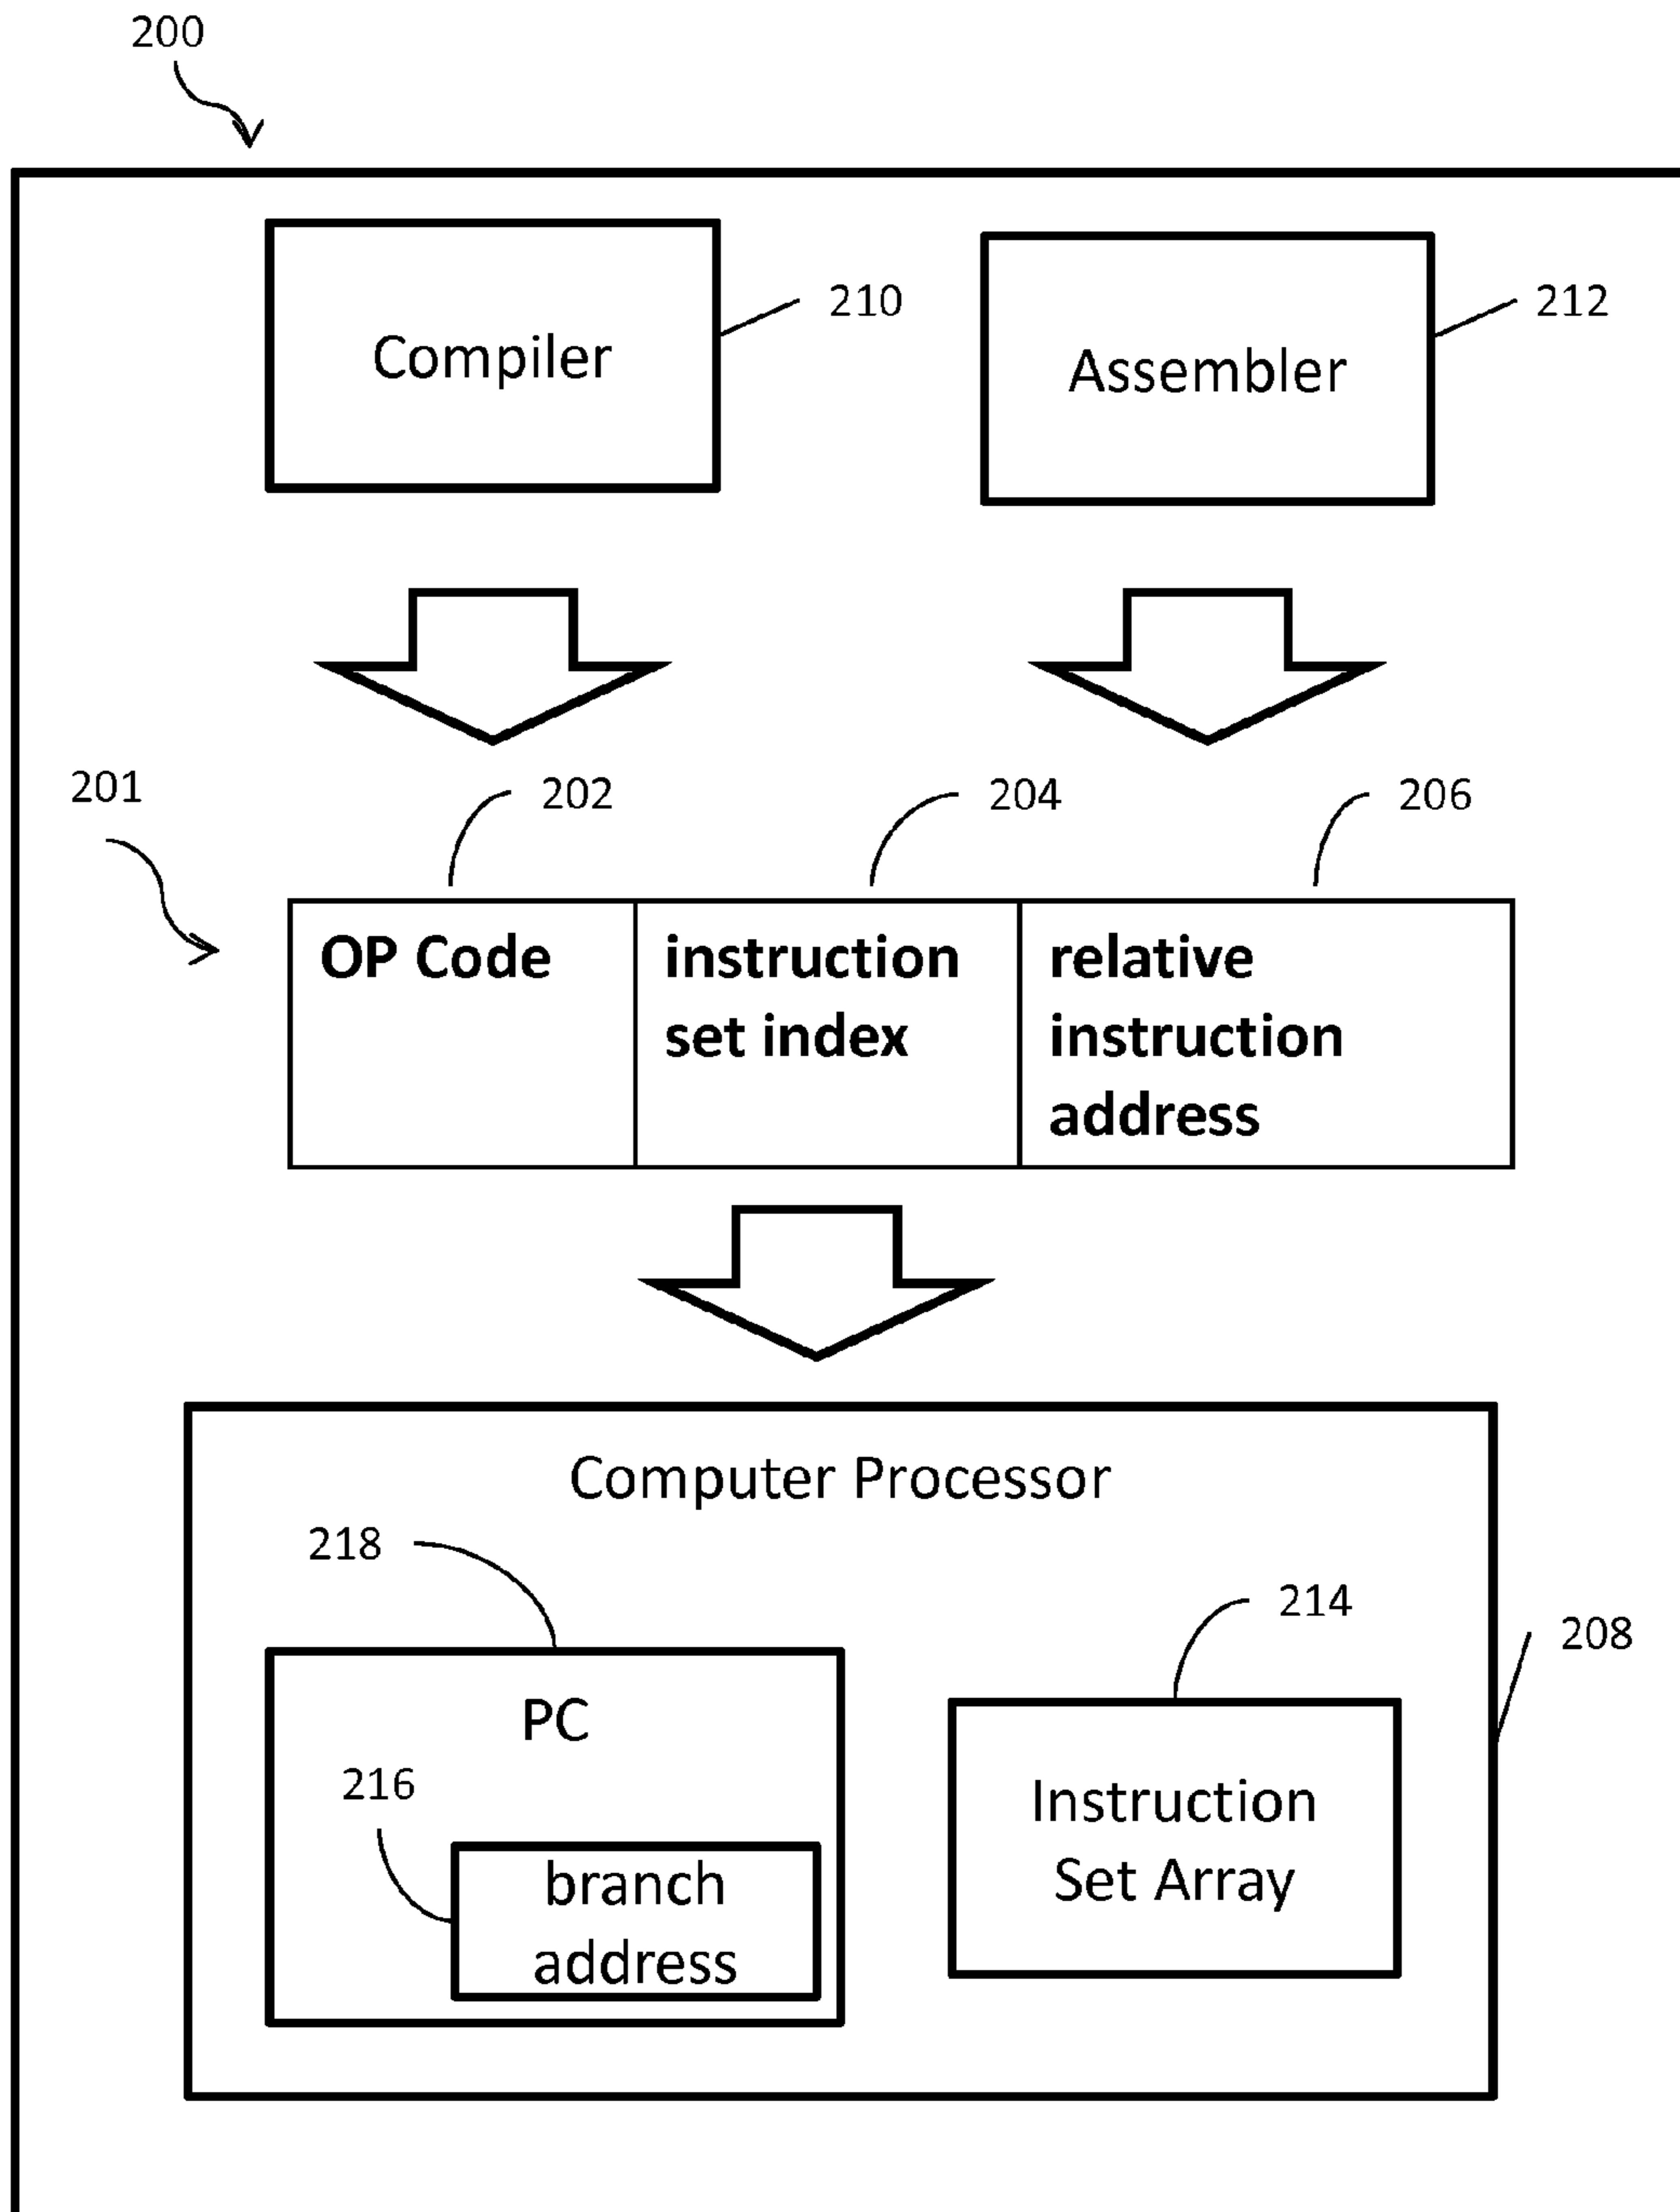 200
210
212
Compiler
Assembler
201
202
204
206
OP Code
instruction
set index
relative
instruction
address
Computer Processor
218
214
208
PC
216
branch
address
Instruction
Set Array